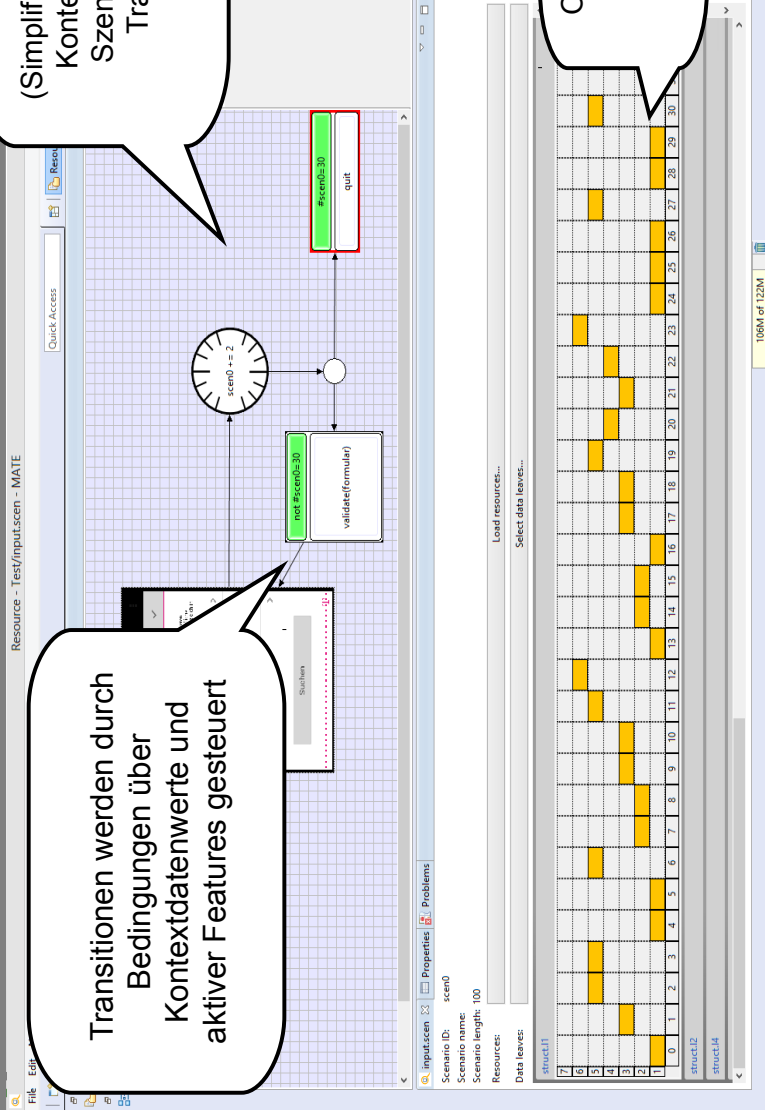 Resource - Test/input.scen - MATE
File Edit
Quick Access
Resou
(Simplif
Konte
Szen
Tra
Transitionen werden durch
Bedingungen über
Kontextdatenwerte und
aktiver Features gesteuert
Suchen
scen0 += 2
not #scen0=30
validate(formular)
#scen0=30
quit
input.scen Properties Problems
Scenario ID: scen0
Scenario name:
Scenario length: 100
Resources: Load resources...
Data leaves: Select data leaves...
struct.l1
7
6
5
4
3
2
1
0 1 2 3 4 5 6 7 8 9 10 11 12 13 14 15 16 17 18 19 20 21 22 23 24 25 26 27 28 29 30
struct.l2
struct.l4
106M of 122M